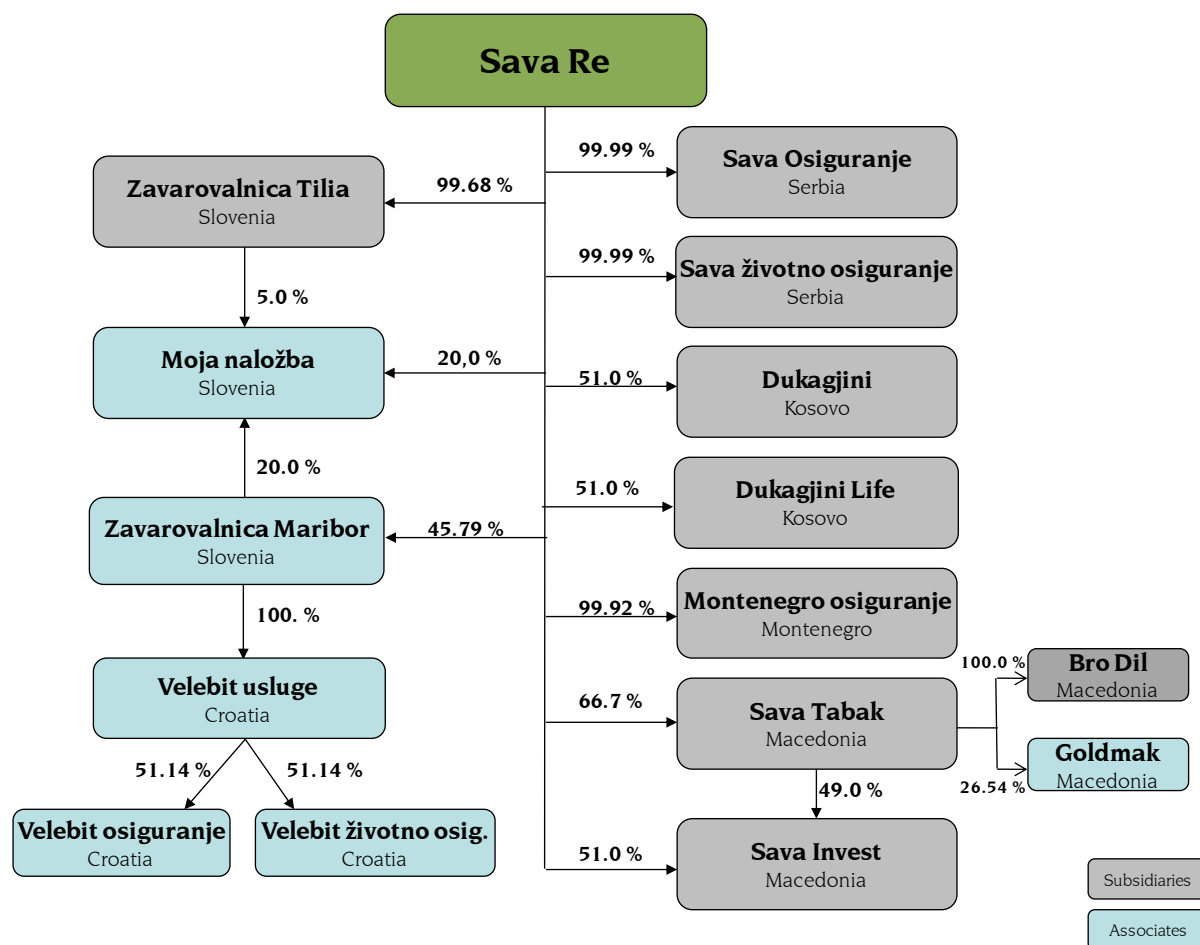 Sava Re
99.99 %
Sava Osiguranje
Serbia
Zavarovalnica Tilia
Slovenia
99.68 %
99.99 %
Sava životno osiguranje
Serbia
5.0 %
Moja naložba
Slovenia
20,0 %
51.0 %
Dukagjini
Kosovo
20.0 %
51.0 %
Dukagjini Life
Kosovo
Zavarovalnica Maribor
Slovenia
45.79 %
99.92 %
Montenegro osiguranje
Montenegro
100. %
100.0 %
Bro Dil
Macedonia
Velebit usluge
Croatia
66.7 %
Sava Tabak
Macedonia
Goldmak
Macedonia
26.54 %
51.14 %
51.14 %
49.0 %
Velebit osiguranje
Croatia
Velebit životno osig.
Croatia
51.0 %
Sava Invest
Macedonia
Subsidiaries
Associates